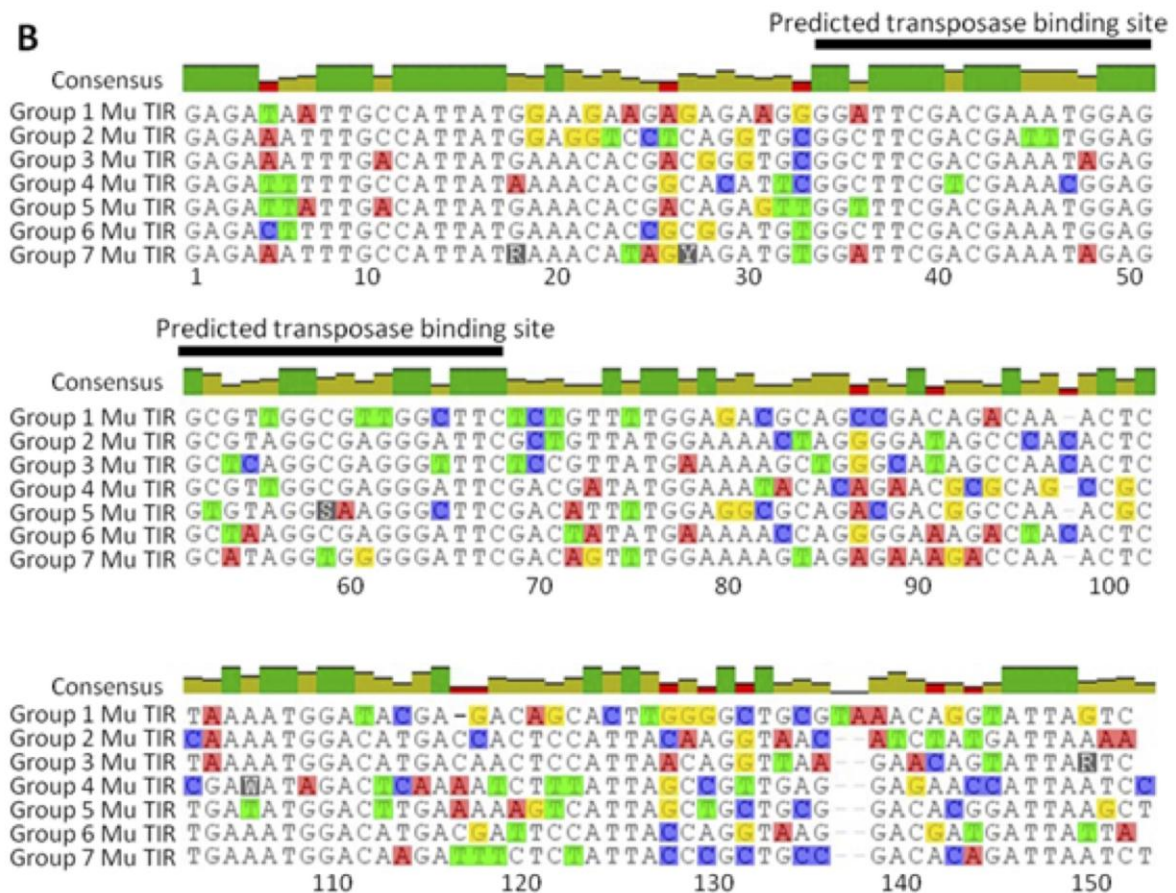 B
Predicted transposase binding site
Consensus
Group 1 Mu TIR GAGATAATTGCCATTATGGAAGAAGAGAGAAGGGGATTCGACGAAATGGAG
Group 2 Mu TIR GAGAAATTTGCCATTATGGAGGTCCTCAGGTGCGGCTTCGACGATTTGGAG
Group 3 Mu TIR GAGAAATTTGACATTATGAAACACGACGGGTGCGGCTTCGACGAAATAGAG
Group 4 Mu TIR GAGATTTTTGCCATTATAAAACACGGCACATTCGGCTTCGTCGAAACGGAG
Group 5 Mu TIR GAGATTATTGACATTATGAAACACGACAGAGTTGGTTTCGACGAAATGGAG
Group 6 Mu TIR GAGACTTTTGCCATTATGAAACACCGCGGATGTGGCTTCGACGAAATGGAG
Group 7 Mu TIR GAGAAATTTGCCATTATRAAACATAGYAGATGTGGATTCGACGAAATAGAG
1 10 20 30 40 50
Predicted transposase binding site
Consensus
Group 1 Mu TIR GCGTTGGCGTTGGCTTCTCTGTTTTGGAGACGCAGCCGACAGACAA-ACTC
Group 2 Mu TIR GCGTAGGCGAGGGATTCGCTGTTATGGAAAACTAGGGGATAGCCCACACTC
Group 3 Mu TIR GCTCAGGCGAGGGTTTCTCCGTTATGAAAAAGCTGGGCATAGCCAACACTC
Group 4 Mu TIR GCGTTGGCGAGGGATTCGACGATATGGAAATACACAGAACGCGCAG-CCGC
Group 5 Mu TIR GTGTAGGSAAGGGCTTCGACATTTTGGAGGCGCAGACGACGGCCAA-ACGC
Group 6 Mu TIR GCTAAGGCGAGGGATTCGACTATATGAAAAACCAGGGGAAAGACTACACTC
Group 7 Mu TIR GCATAGGTGGGGGATTCGACAGTTTGGAAAAGTAGAGAAAGACCAA-ACTC
60 70 80 90 100
Consensus
Group 1 Mu TIR TAAAATGGATACGA-GACAGCACTTGGGGCTGCGTAAACAGGTATTAGTC
Group 2 Mu TIR CAAAATGGACATGACCACTCCATTACAAGGTAAC--ATCTATGATTAAAA
Group 3 Mu TIR TAAAATGGACATGACAACTCCATTAACAGGTTAA--GAACAGTATTARTC
Group 4 Mu TIR CGAWATAGACTCAAAATCTTTATTAGCCGTTGAG--GAGAACCATTAATCC
Group 5 Mu TIR TGATATGGACTTGAAAAAGTCATTAGCTGCTGCG--GACACGGATTAAGCT
Group 6 Mu TIR TGAAATGGACATGACGATTCCATTACCAGGTAAG--GACGATGATTATTA
Group 7 Mu TIR TGAAATGGACAAGATTTCTCTATTACCCGCTGCC--GACACAGATTAATCT
110 120 130 140 150